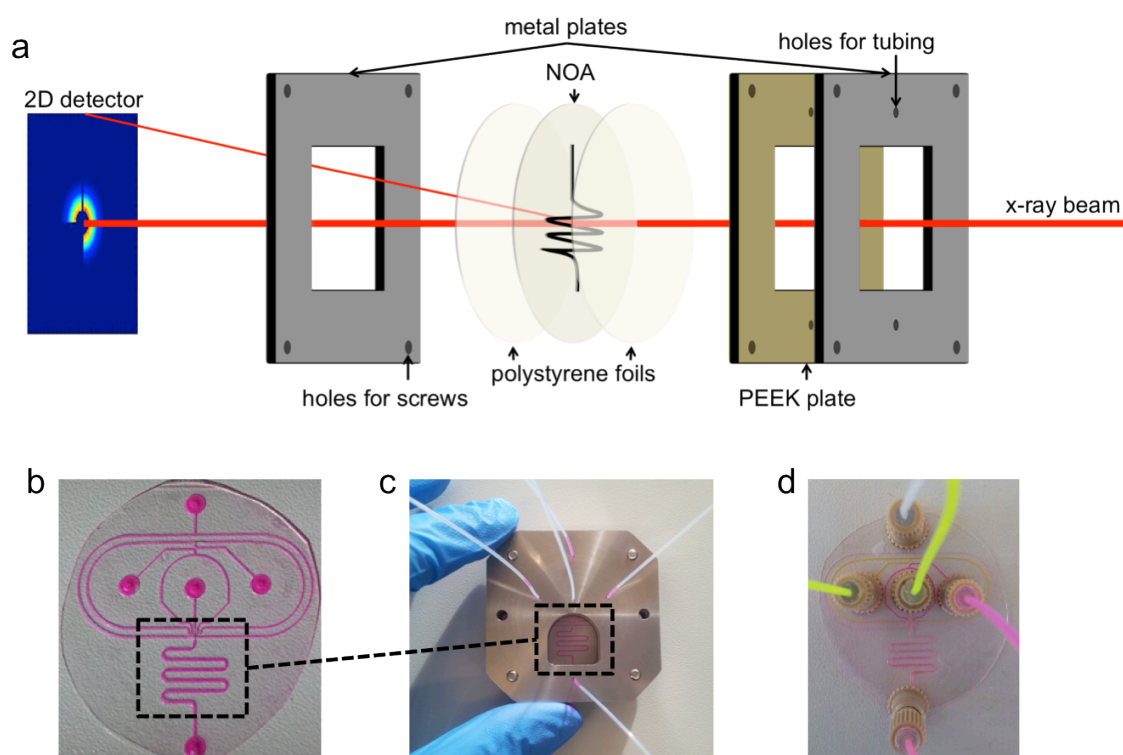 a
metal plates
holes for tubing
NOA
2D detector
x-ray beam
polystyrene foils
holes for screws
PEEK plate
b
c
d